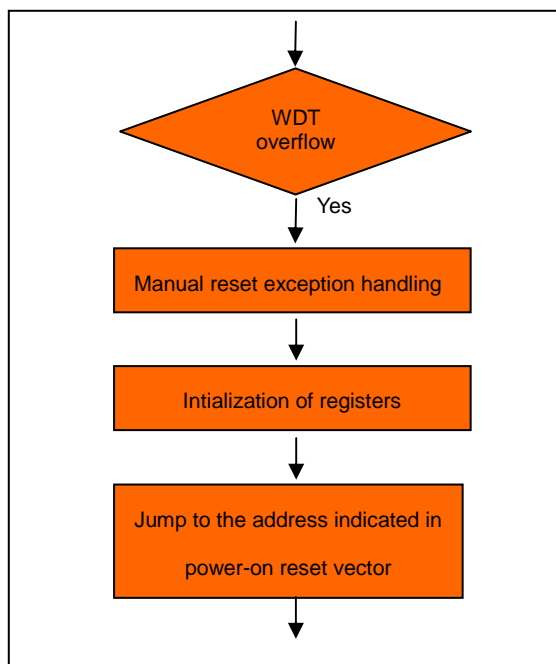 WDT
overflow
Yes
Manual reset exception handling
Intialization of registers
Jump to the address indicated in
power-on reset vector